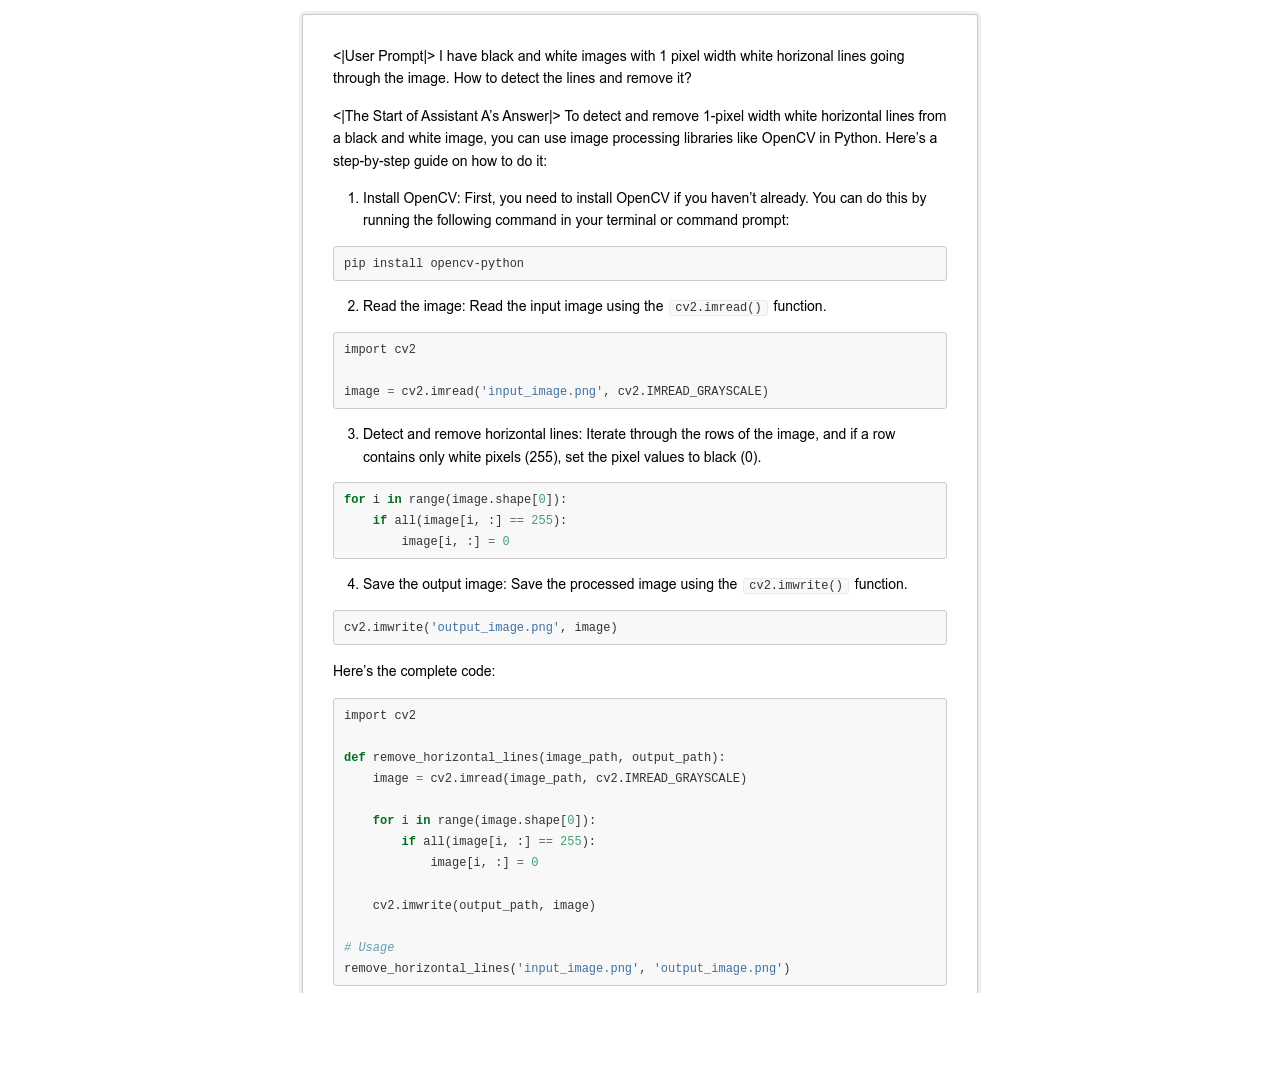 <|User Prompt|> I have black and white images with 1 pixel width white horizonal lines going
through the image. How to detect the lines and remove it?
<|The Start of Assistant A’s Answer|> To detect and remove 1-pixel width white horizontal lines from
a black and white image, you can use image processing libraries like OpenCV in Python. Here’s a
step-by-step guide on how to do it:
1. Install OpenCV: First, you need to install OpenCV if you haven’t already. You can do this by
running the following command in your terminal or command prompt:
pip install opencv-python
2. Read the image: Read the input image using the cv2.imread() function.
import cv2
image = cv2.imread('input_image.png', cv2.IMREAD_GRAYSCALE)
3. Detect and remove horizontal lines: Iterate through the rows of the image, and if a row
contains only white pixels (255), set the pixel values to black (0).
for i in range(image.shape[0]):
    if all(image[i, :] == 255):
        image[i, :] = 0
4. Save the output image: Save the processed image using the cv2.imwrite() function.
cv2.imwrite('output_image.png', image)
Here’s the complete code:
import cv2
def remove_horizontal_lines(image_path, output_path):
    image = cv2.imread(image_path, cv2.IMREAD_GRAYSCALE)
    for i in range(image.shape[0]):
        if all(image[i, :] == 255):
            image[i, :] = 0
    cv2.imwrite(output_path, image)
# Usage
remove_horizontal_lines('input_image.png', 'output_image.png')